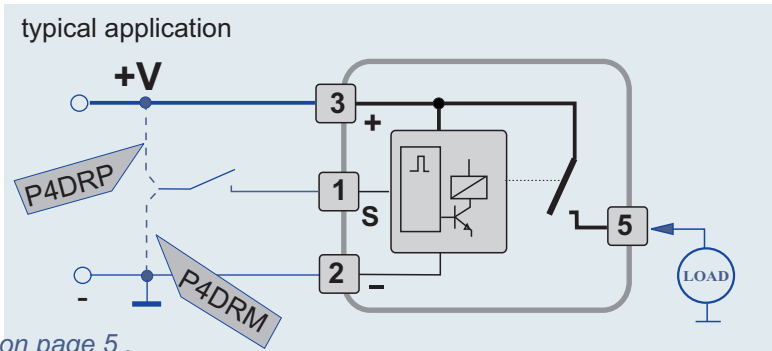 typical application
+V
3
+
P4DRP
1
S
5
2
-
LOAD
-
P4DRM
on page 5 .